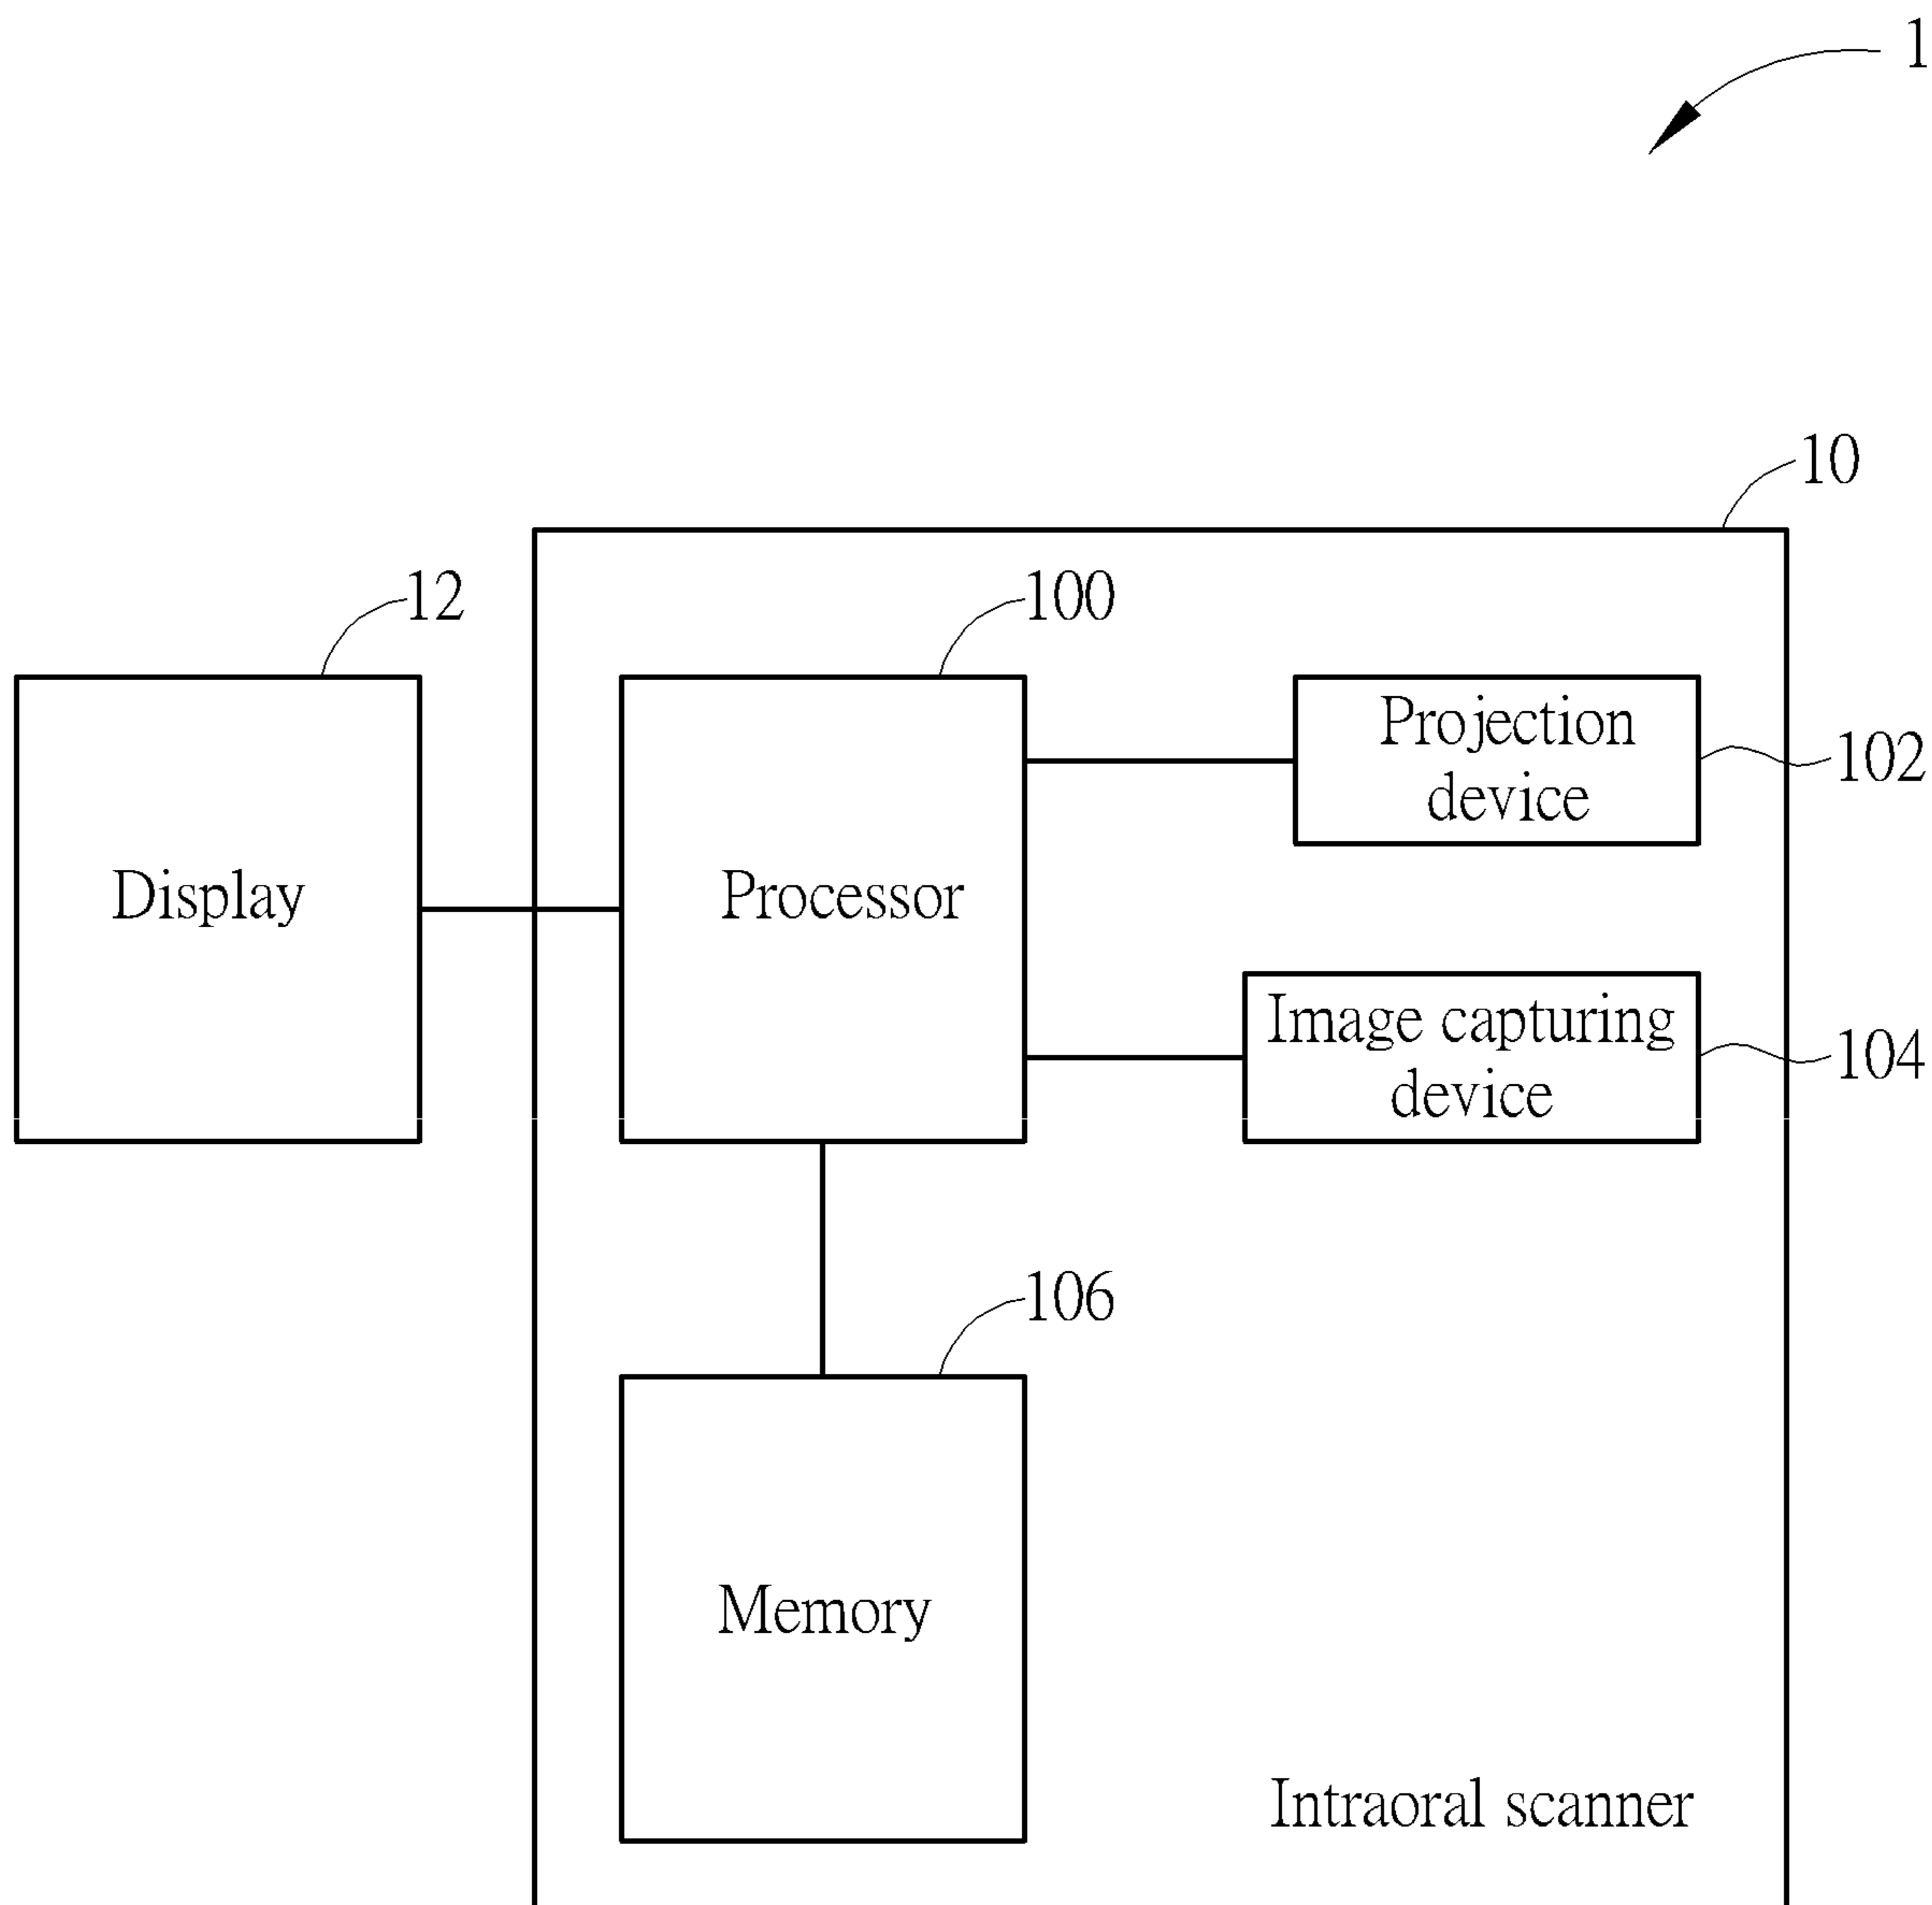 1
10
12
100
Projection
device
102
Display
Processor
Image capturing
device
104
106
Memory
Intraoral scanner